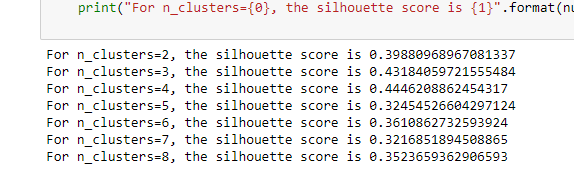 print("For n_clusters={0}, the silhouette score is {1}".format(nu
For n_clusters=2, the silhouette score is 0.39880968967081337
For n_clusters=3, the silhouette score is 0.43184059721555484
For n_clusters=4, the silhouette score is 0.4446208862454317
For n_clusters=5, the silhouette score is 0.32454526604297124
For n_clusters=6, the silhouette score is 0.3610862732593924
For n_clusters=7, the silhouette score is 0.3216851894508865
For n_clusters=8, the silhouette score is 0.3523659362906593